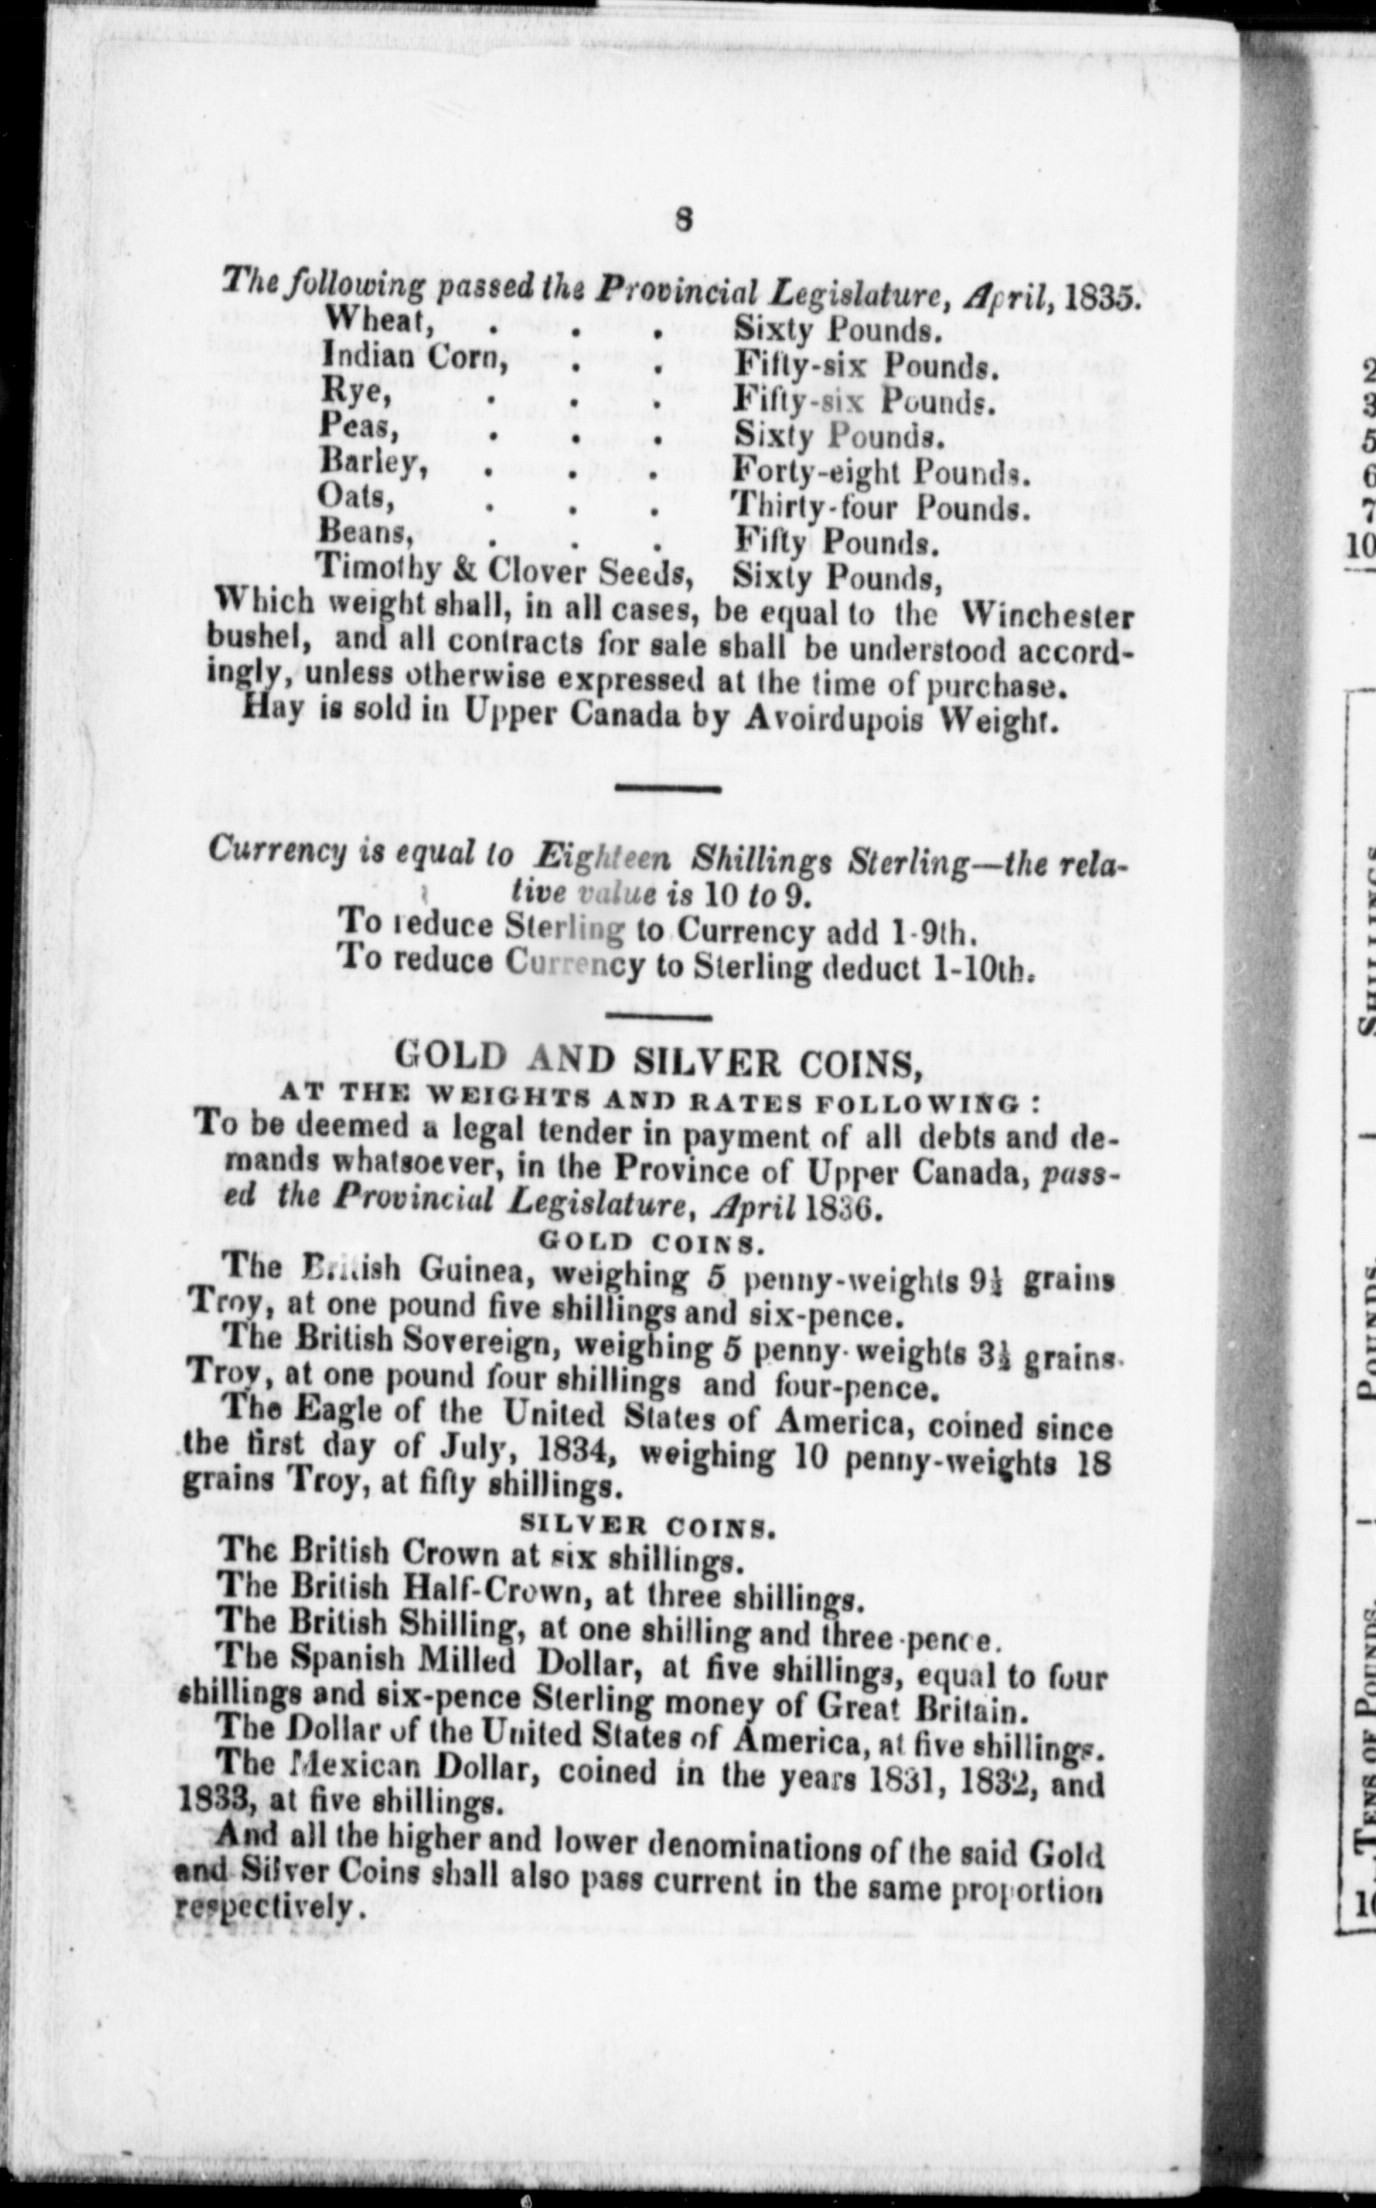 8
The following passed the Provincial Legislature, April, 1835.
Wheat, . . . Sixty Pounds.
Indian Corn, . . Fifty-six Pounds.
Rye, . . . Fifty-six Pounds.
Peas, . . . Sixty Pounds.
Barley, . . . Forty-eight Pounds.
Oats, . . . Thirty-four Pounds.
Beans, . . . Fifty Pounds.
Timothy & Clover Seeds, Sixty Pounds,
Which weight shall, in all cases, be equal to the Winchester
bushel, and all contracts for sale shall be understood accord-
ingly, unless otherwise expressed at the time of purchase.
Hay is sold in Upper Canada by Avoirdupois Weight.
Currency is equal to Eighteen Shillings Sterling—the rela-
tive value is 10 to 9.
To reduce Sterling to Currency add 1-9th.
To reduce Currency to Sterling deduct 1-10th.
GOLD AND SILVER COINS,
AT THE WEIGHTS AND RATES FOLLOWING:
To be deemed a legal tender in payment of all debts and de-
mands whatsoever, in the Province of Upper Canada, pass-
ed the Provincial Legislature, April 1836.
GOLD COINS.
The British Guinea, weighing 5 penny-weights 9½ grains
Troy, at one pound five shillings and six-pence.
The British Sovereign, weighing 5 penny-weights 3½ grains
Troy, at one pound four shillings and four-pence.
The Eagle of the United States of America, coined since
the first day of July, 1834, weighing 10 penny-weights 18
grains Troy, at fifty shillings.
SILVER COINS.
The British Crown at six shillings.
The British Half-Crown, at three shillings.
The British Shilling, at one shilling and three-pence.
The Spanish Milled Dollar, at five shillings, equal to four
shillings and six-pence Sterling money of Great Britain.
The Dollar of the United States of America, at five shillings.
The Mexican Dollar, coined in the years 1831, 1832, and
1833, at five shillings.
And all the higher and lower denominations of the said Gold
and Silver Coins shall also pass current in the same proportion
respectively.
2
3
5
6
7
10
POUNDS.
TENS OF POUNDS.